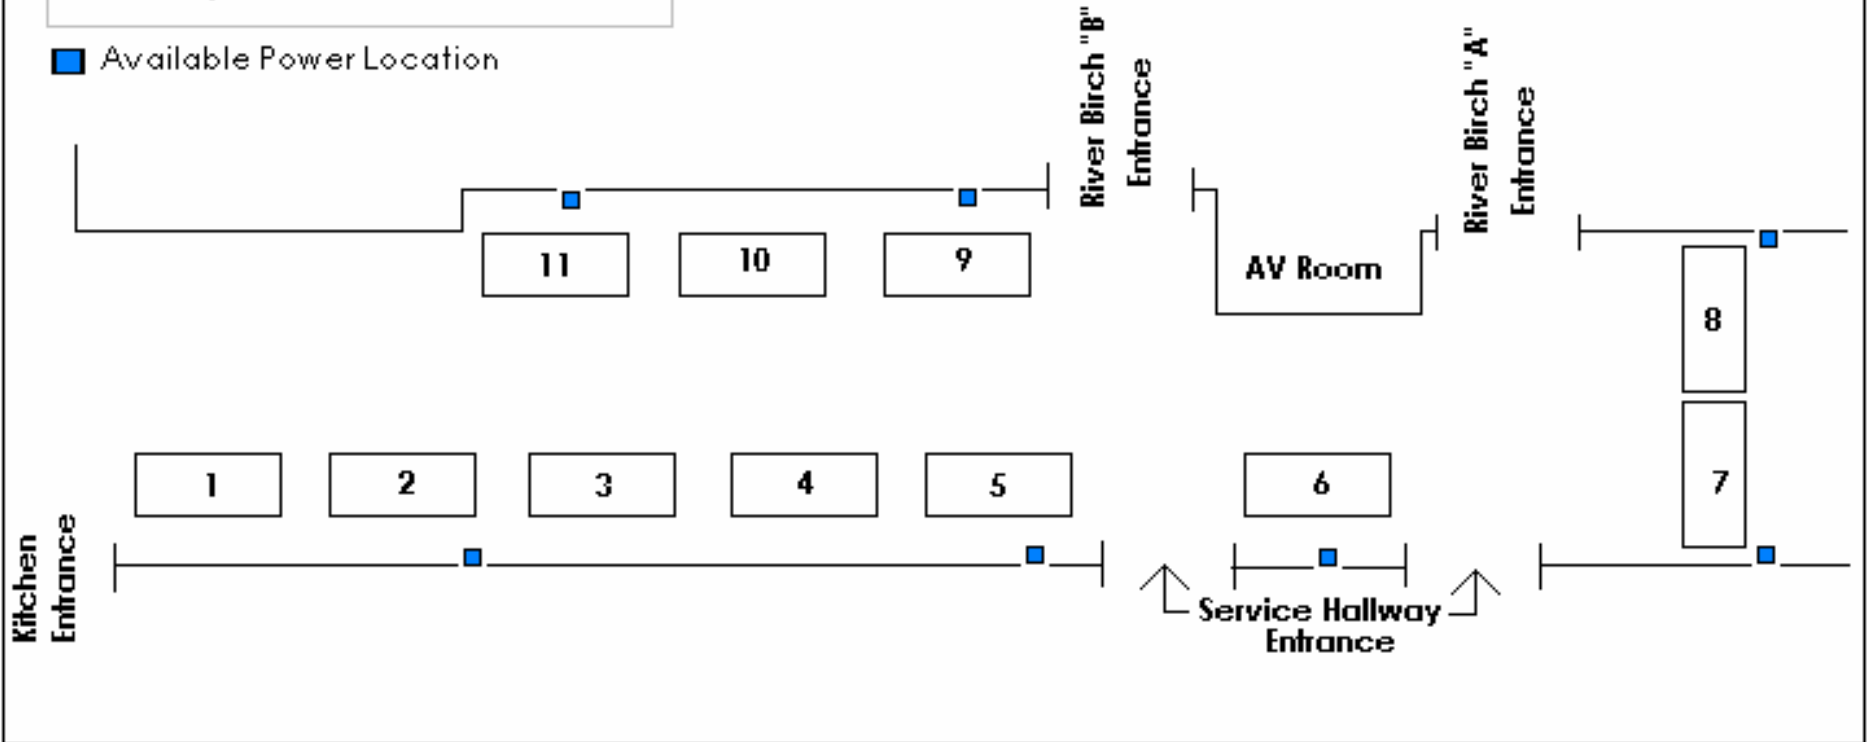 Available Power Location
River Birch "B"
Entrance
River Birch "A"
Entrance
AV Room
11
10
9
8
1
2
3
4
5
6
7
Kitchen
Entrance
Service Hallway
Entrance